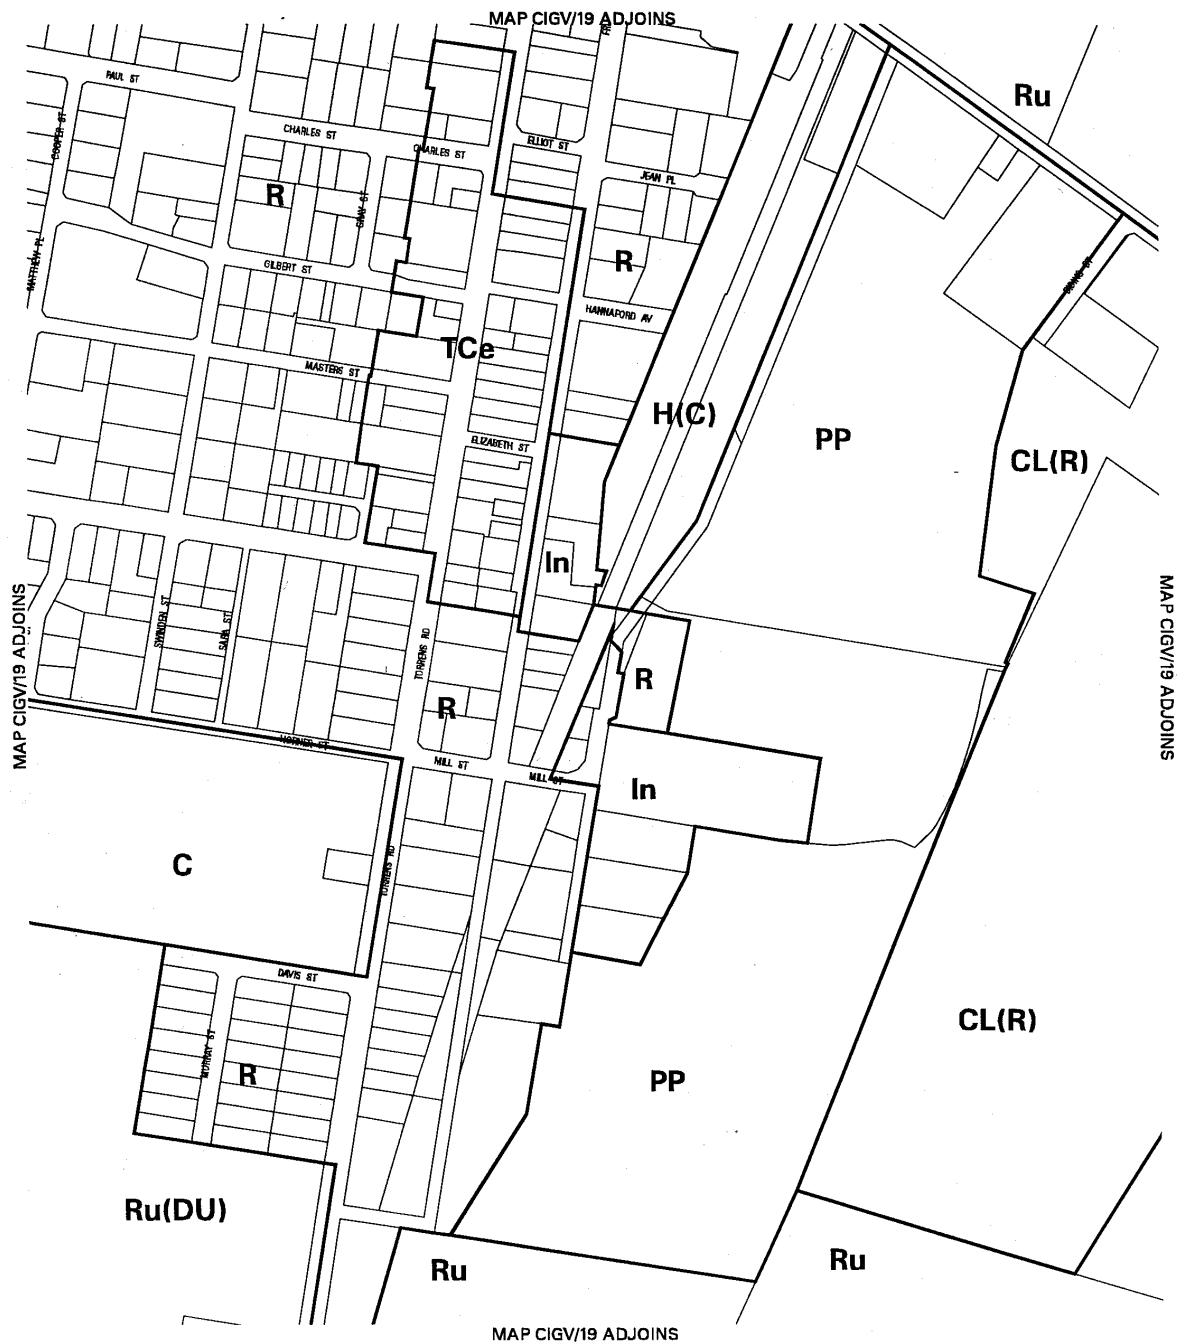 MAP CIGV/19 ADJOINS
Ru
PAUL ST
COOPER ST
CHARLES ST
CHARLES ST
ELLIOT ST
JEAN PL
R
GRAY ST
MATTHEW PL
GILBERT ST
R
HANNAFORD AV
TCe
MASTERS ST
H(C)
PP
CL(R)
ELIZABETH ST
In
MAP CIGV/19 ADJOINS
MAP CIGV/19 ADJOINS
SWINDEN ST
SARA ST
TORRENS RD
R
R
HORNER ST
MILL ST
MILL ST
In
C
TORRENS RD
DAVIS ST
CL(R)
MURRAY ST
R
PP
Ru(DU)
Ru
Ru
MAP CIGV/19 ADJOINS